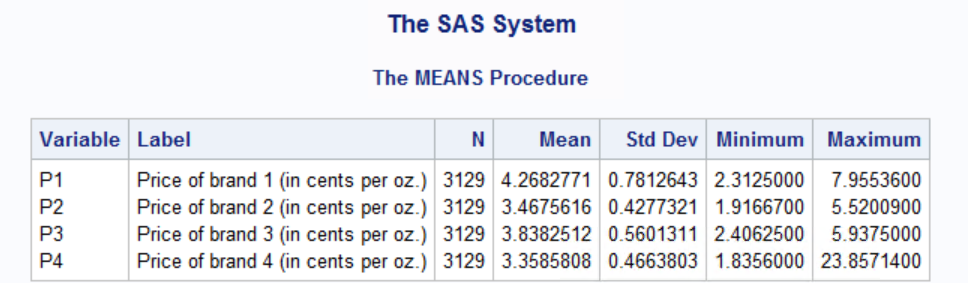 The SAS System
The MEANS Procedure
Variable Label N Mean Std Dev Minimum Maximum
P1 Price of brand 1 (in cents per oz.) 3129 4.2682771 0.7812643 2.3125000 7.9553600
P2 Price of brand 2 (in cents per oz.) 3129 3.4675616 0.4277321 1.9166700 5.5200900
P3 Price of brand 3 (in cents per oz.) 3129 3.8382512 0.5601311 2.4062500 5.9375000
P4 Price of brand 4 (in cents per oz.) 3129 3.3585808 0.4663803 1.8356000 23.8571400